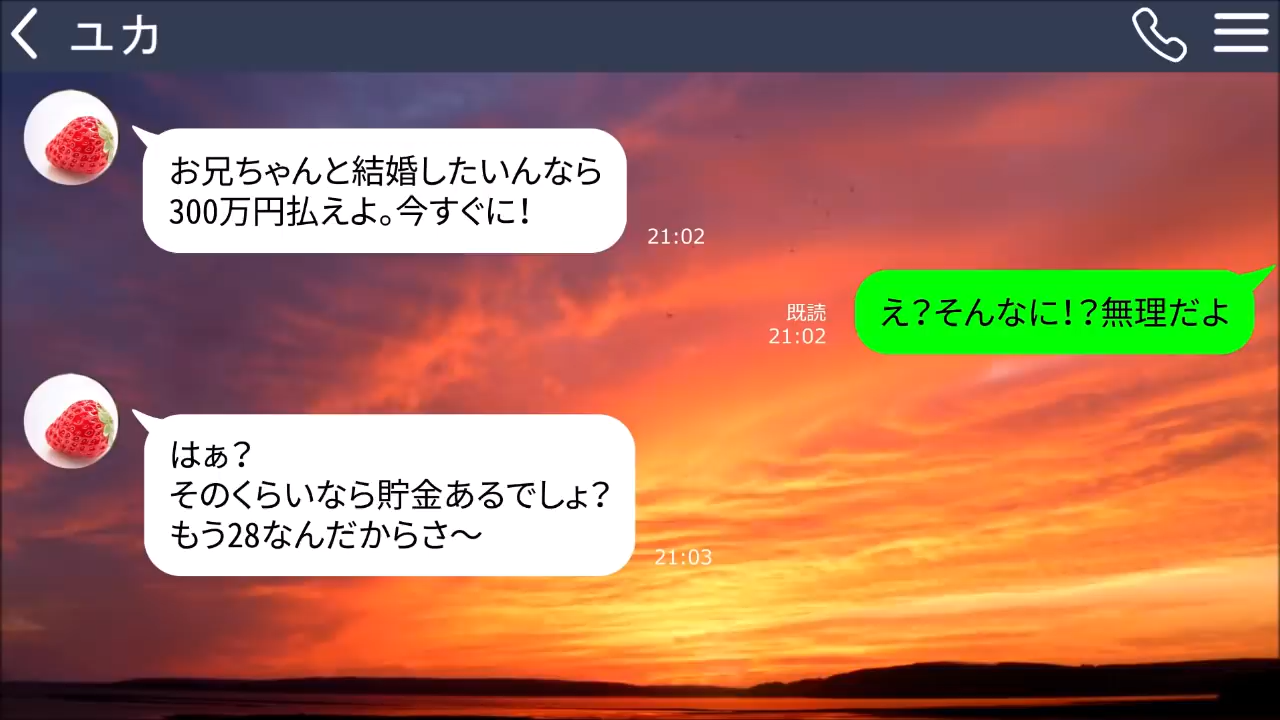 ユカ
お兄ちゃんと結婚したいんなら
300万円払えよ。今すぐに!
21:02
え?そんなに!?無理だよ
既読
21:02
はぁ?
そのくらいなら貯金あるでしょ?
もう28なんだからさ～
21:03